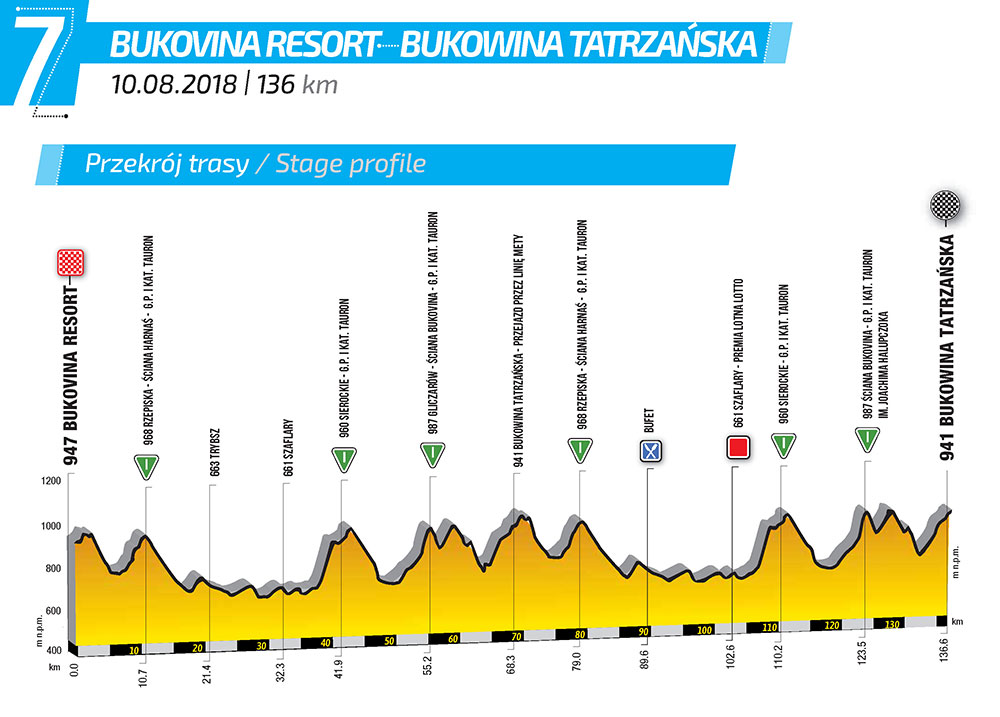 7
BUKOVINA RESORT BUKOWINA TATRZAŃSKA
10.08.2018 | 136 km
Przekrój trasy / Stage profile
947 BUKOVINA RESORT
968 RZEPISKA - ŚCIANA HARNAŚ - G.P. I KAT. TAURON
663 TRYBSZ
661 SZAFLARY
960 SIEROCKIE - G.P. I KAT. TAURON
987 GLICZARÓW - ŚCIANA BUKOVINA - G.P. I KAT. TAURON
941 BUKOWINA TATRZAŃSKA - PRZEJAZD PRZEZ LINIĘ METY
968 RZEPISKA - ŚCIANA HARNAŚ - G.P. I KAT. TAURON
BUFET
661 SZAFLARY - PREMIA LOTNA LOTTO
960 SIEROCKIE - G.P. I KAT. TAURON
987 ŚCIANA BUKOVINA - G.P. I KAT. TAURON
IM. JOACHIMA HALUPCZOKA
941 BUKOWINA TATRZAŃSKA
1200
1000
800
600
400
m n.p.m.
m n.p.m.
10 20 30 40 50 60 70 80 90 100 110 120 130
km
km
0.0 10.7 21.4 32.3 41.9 55.2 68.3 79.0 89.6 102.6 110.2 123.5 136.6